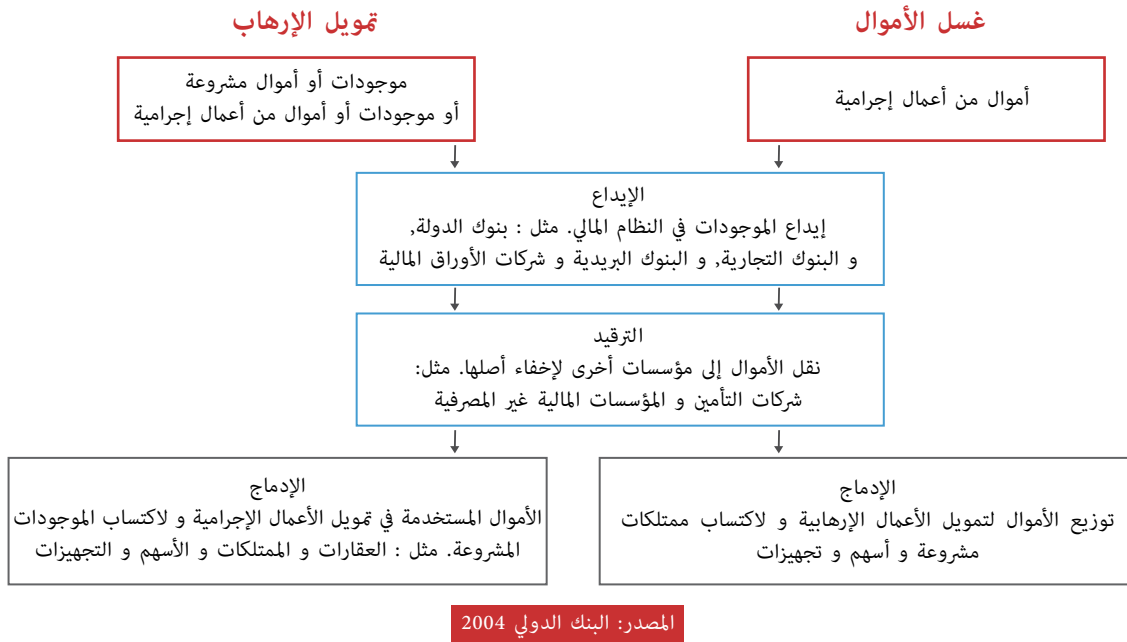 غسل الأموال
تمويل الإرهاب
أموال من أعمال إجرامية
موجودات أو أموال مشروعة
أو موجودات أو أموال من أعمال إجرامية
الإيداع
إيداع الموجودات في النظام المالي. مثل : بنوك الدولة,
و البنوك التجارية, و البنوك البريدية و شركات الأوراق المالية
الترقيد
نقل الأموال إلى مؤسسات أخرى لإخفاء أصلها. مثل:
شركات التأمين و المؤسسات المالية غير المصرفية
الإدماج
توزيع الأموال لتمويل الأعمال الإرهابية و لاكتساب ممتلكات
مشروعة و أسهم و تجهيزات
الإدماج
الأموال المستخدمة في تمويل الأعمال الإجرامية و لاكتساب الموجودات
المشروعة. مثل : العقارات و الممتلكات و الأسهم و التجهيزات
المصدر: البنك الدولي 2004